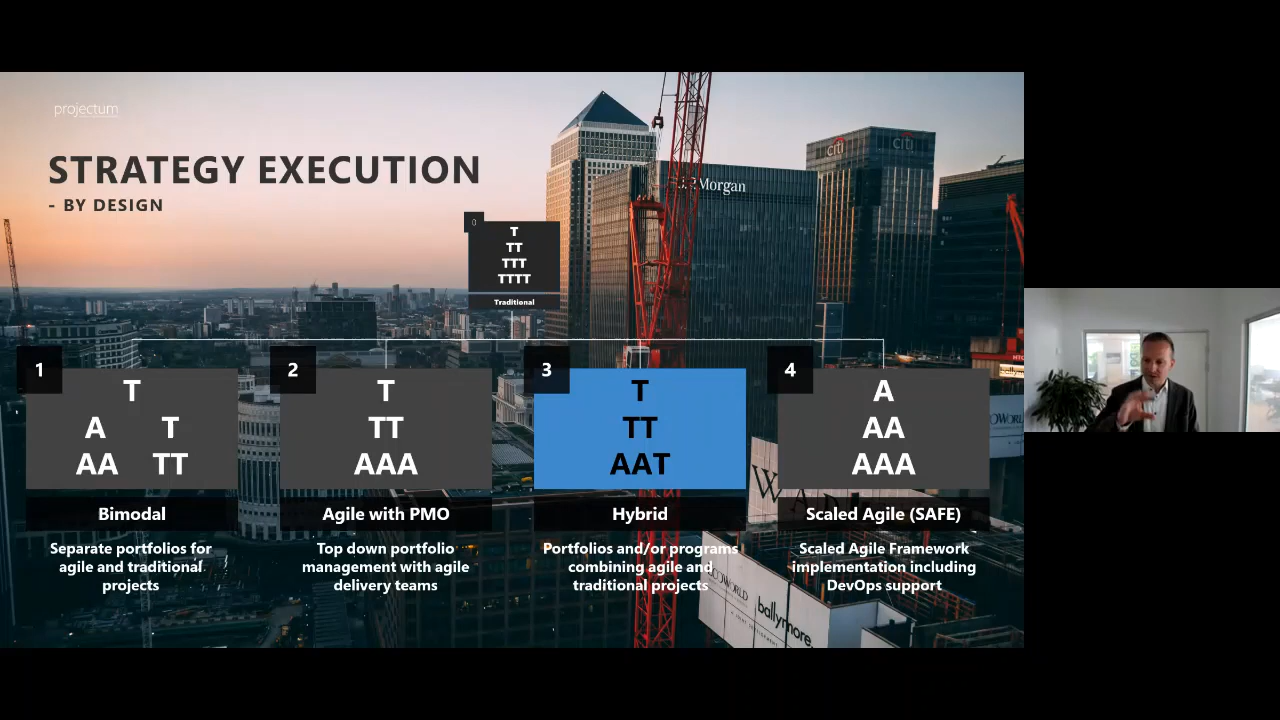 projectum
STRATEGY EXECUTION
- BY DESIGN
citi
citi
J.P.Morgan
0
T
TT
TTT
TTTT
Traditional
1
T
A T
AA TT
Bimodal
Separate portfolios for
agile and traditional
projects
2
T
TT
AAA
Agile with PMO
Top down portfolio
management with agile
delivery teams
3
T
TT
AAT
Hybrid
Portfolios and/or programs
combining agile and
traditional projects
4
A
AA
AAA
Scaled Agile (SAFE)
Scaled Agile Framework
implementation including
DevOps support
ballymore.